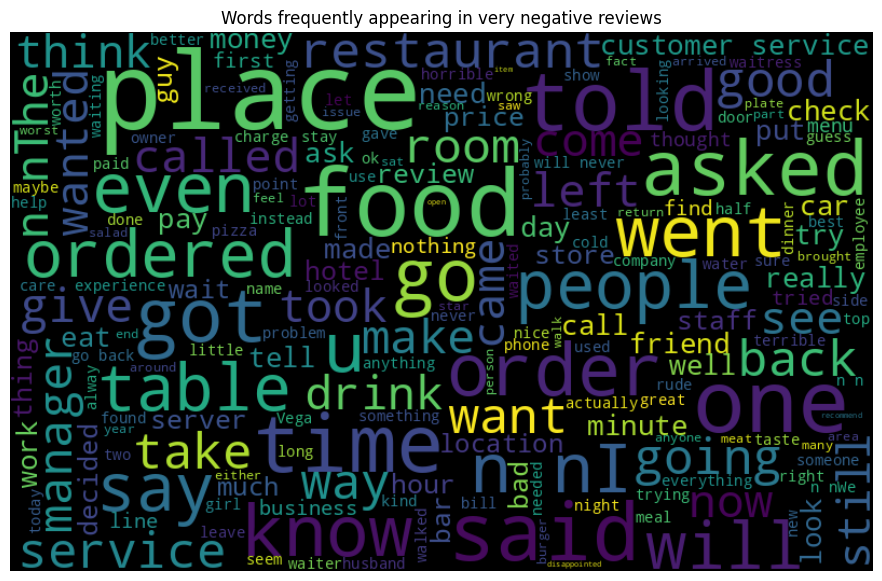 Words frequently appearing in very negative reviews
think better money restaurant customer service
guy first horrible need wrong saw item show fact arrived waitress
place told good
received getting let reason gave price looking door part plate check
n nThe wanted waiting worth worst owner charge stay issue ok sat come thought put menu guess
called ask room review left asked
maybe paid point feel use lot front open will never probably find half car
help even pay food day least return went dinner best try employee
done instead pizza salad made nothing store cold company water sure brought
ordered hotel go came people really
care experience name wait looked never waited nice star tried side
give got took u make call staff see top
eat end little problem phone walk used friend terrible
go back around tell anything person order well back
thing manager alway table drink want actually great rude one n n
work found server Vega something minute recommend
year two take time long location anyone meat taste many area
decided say either way hour n nI going everything right someone
today much kind bar bad needed trying n nWe still
line girl business bill night now look
service leave know walked said burger meal will new
seem waiter husband disappointed